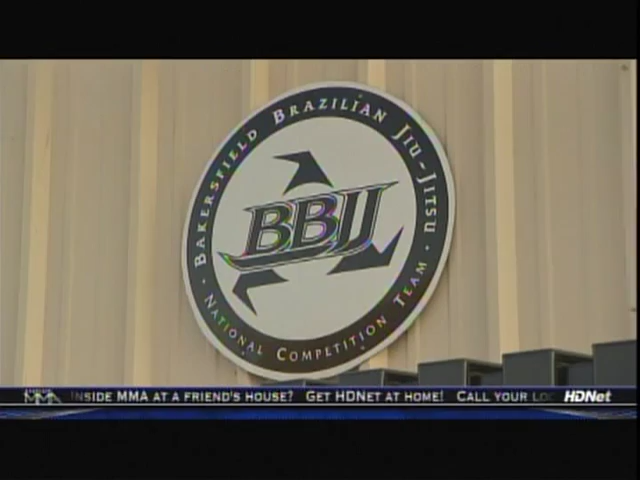 BAKERSFIELD BRAZILIAN JIU-JITSU
BBJJ
· NATIONAL COMPETITION TEAM ·
INSIDE MMA AT A FRIEND'S HOUSE? GET HDNET AT HOME! CALL YOUR
HDNet